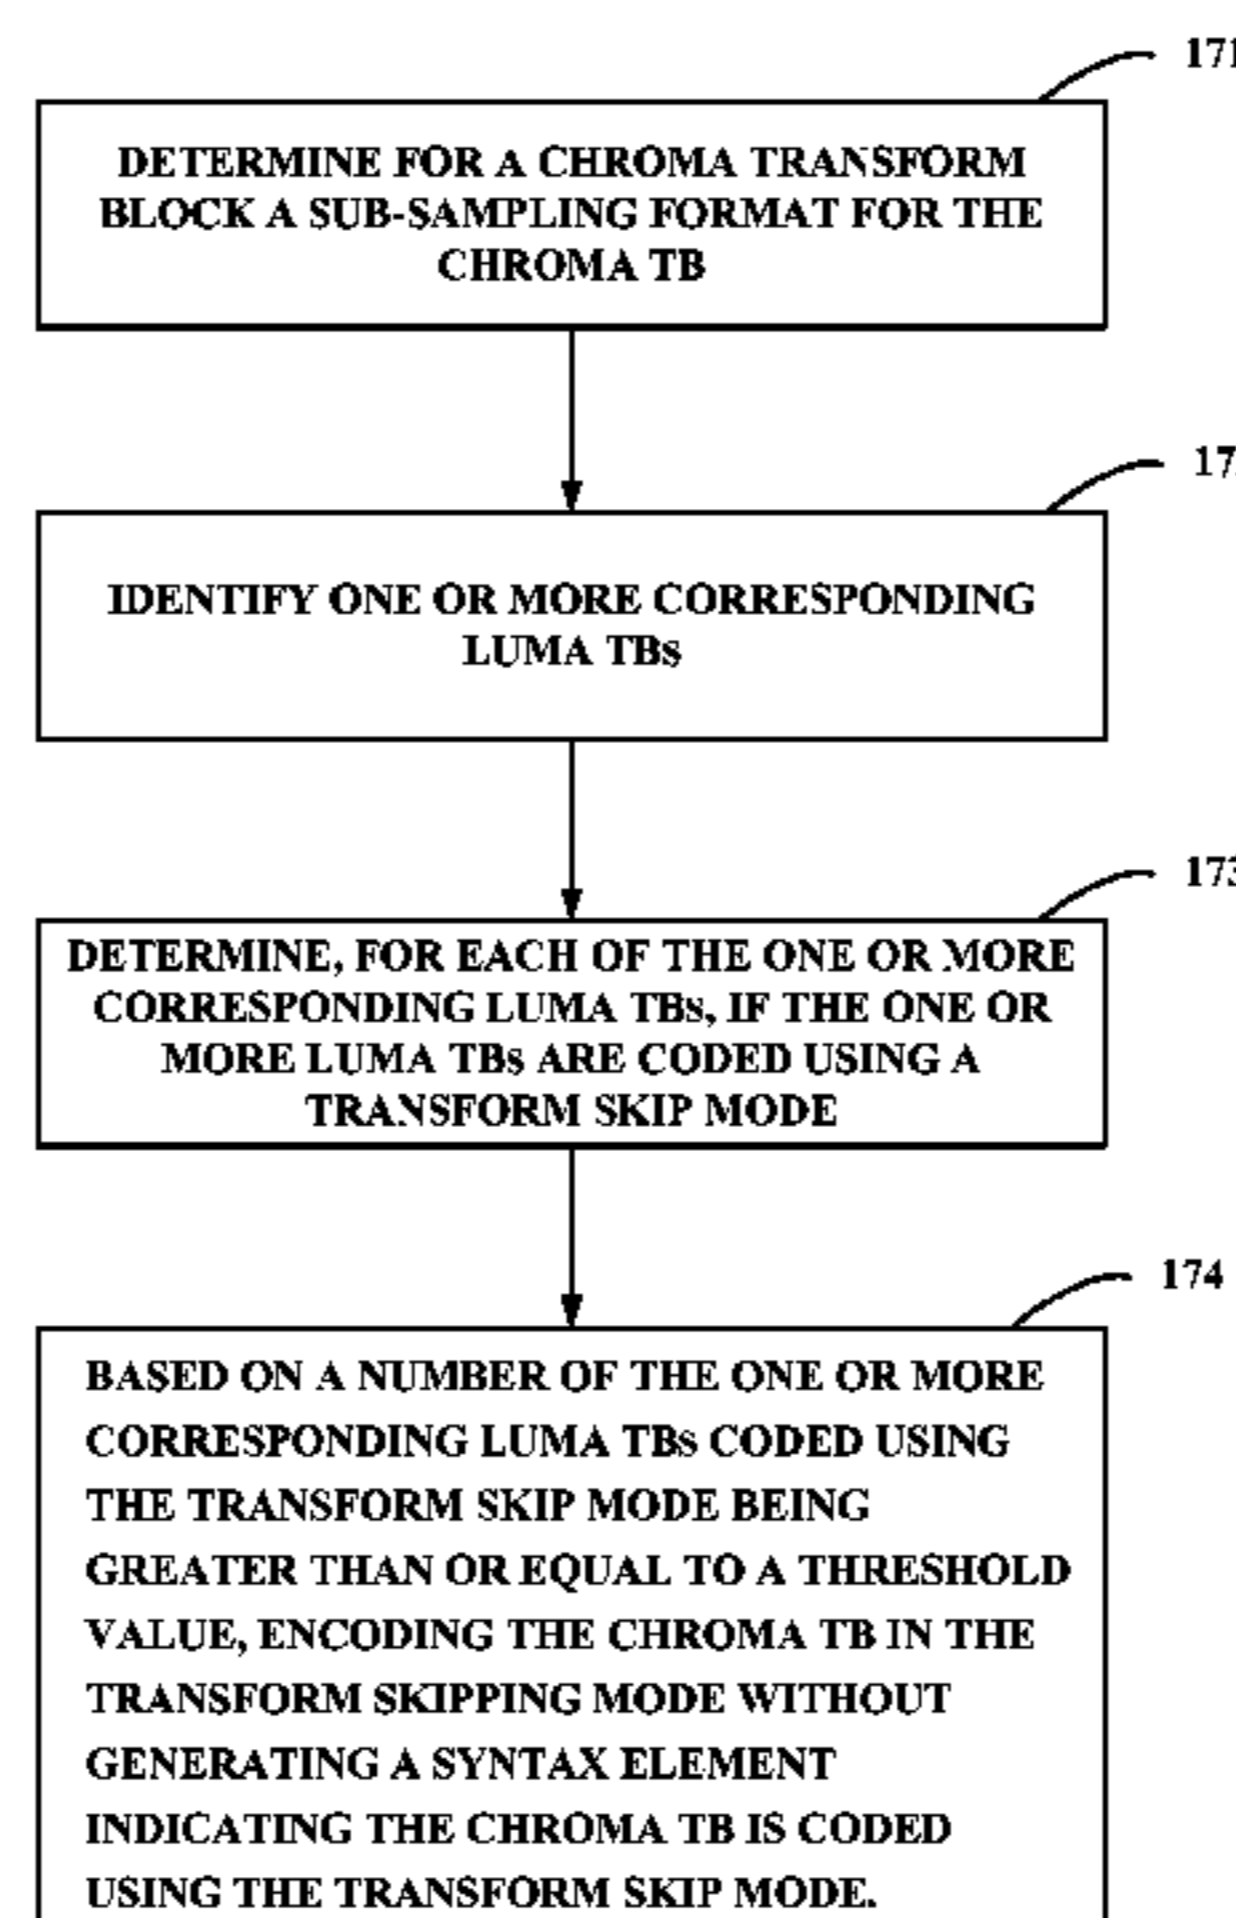 171
DETERMINE FOR A CHROMA TRANSFORM
BLOCK A SUB-SAMPLING FORMAT FOR THE
CHROMA TB
IDENTIFY ONE OR MORE CORRESPONDING
LUMA TBs
173
DETERMINE, FOR EACH OF THE ONE OR MORE
CORRESPONDING LUMA TBs, IF THE ONE OR
MORE LUMA TBs ARE CODED USING A
TRANSFORM SKIP MODE
174
BASED ON A NUMBER OF THE ONE OR MORE
CORRESPONDING LUMA TBs CODED USING
THE TRANSFORM SKIP MODE BEING
GREATER THAN OR EQUAL TO A THRESHOLD
VALUE, ENCODING THE CHROMA TB IN THE
TRANSFORM SKIPPING MODE WITHOUT
GENERATING A SYNTAX ELEMENT
INDICATING THE CHROMA TB IS CODED
USING THE TRANSFORM SKIP MODE.